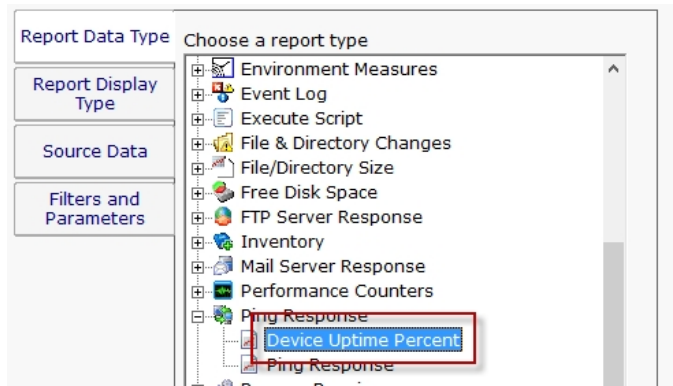 Report Data Type
Choose a report type
Report Display
Type
Source Data
Filters and
Parameters
Environment Measures
Event Log
Execute Script
File & Directory Changes
File/Directory Size
Free Disk Space
FTP Server Response
Inventory
Mail Server Response
Performance Counters
Ping Response
Device Uptime Percent
Ping Response